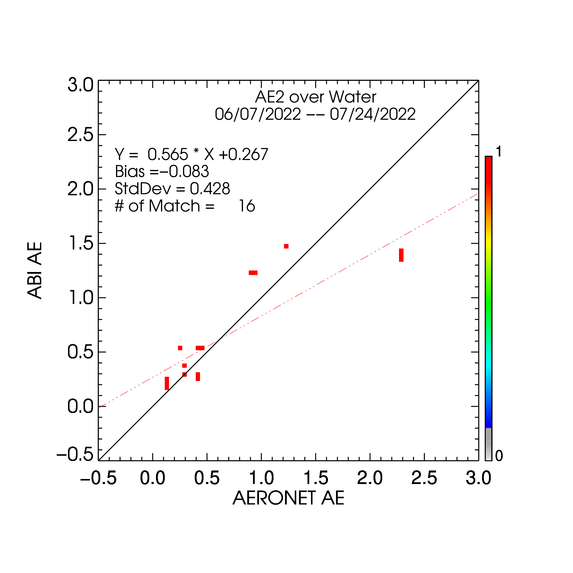 AE2 over Water
06/07/2022 −− 07/24/2022
Y =  0.565 * X +0.267
Bias =−0.083
StdDev = 0.428
# of Match =     16
3.0
2.5
2.0
1.5
1.0
0.5
0.0
−0.5
ABI AE
−0.5 0.0 0.5 1.0 1.5 2.0 2.5 3.0
AERONET AE
1
0